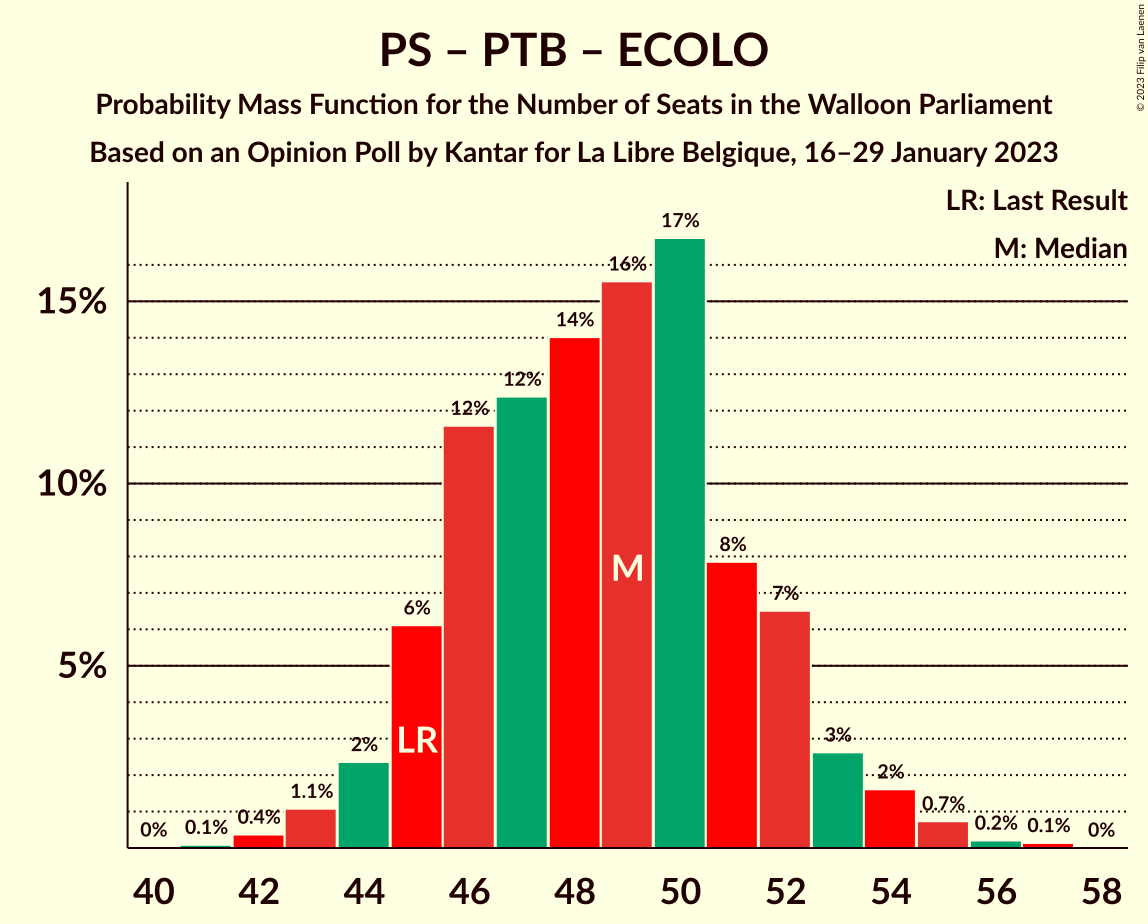 PS – PTB – ECOLO
Probability Mass Function for the Number of Seats in the Walloon Parliament
Based on an Opinion Poll by Kantar for La Libre Belgique, 16–29 January 2023
© 2023 Filip van Laenen
LR: Last Result
M: Median
15%
10%
5%
0%
0.1%
0.4%
1.1%
2%
6%
12%
12%
14%
16%
17%
8%
7%
3%
2%
0.7%
0.2%
0.1%
0%
LR
M
40 42 44 46 48 50 52 54 56 58